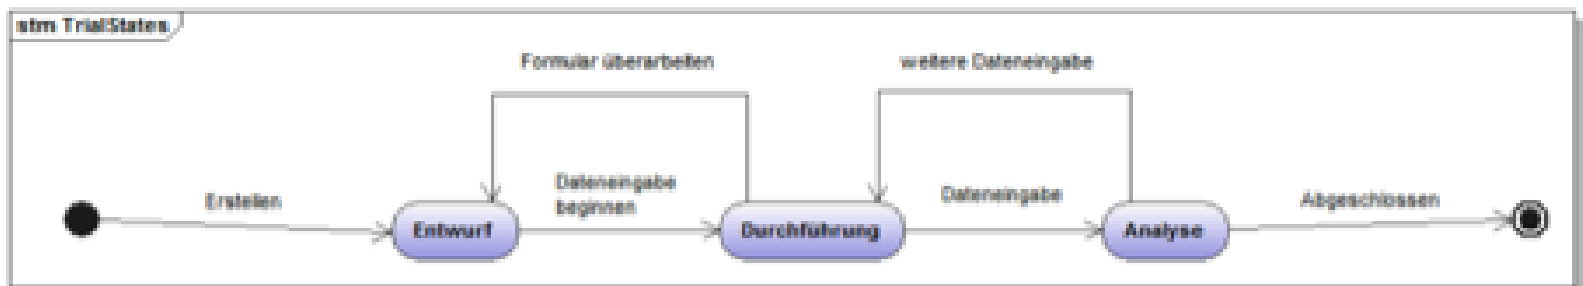 stm TrialStates
Formular überarbeiten
weitere Dateneingabe
Erstellen
Dateneingabe
beginnen
Dateneingabe
Abgeschlossen
Entwurf
Durchführung
Analyse